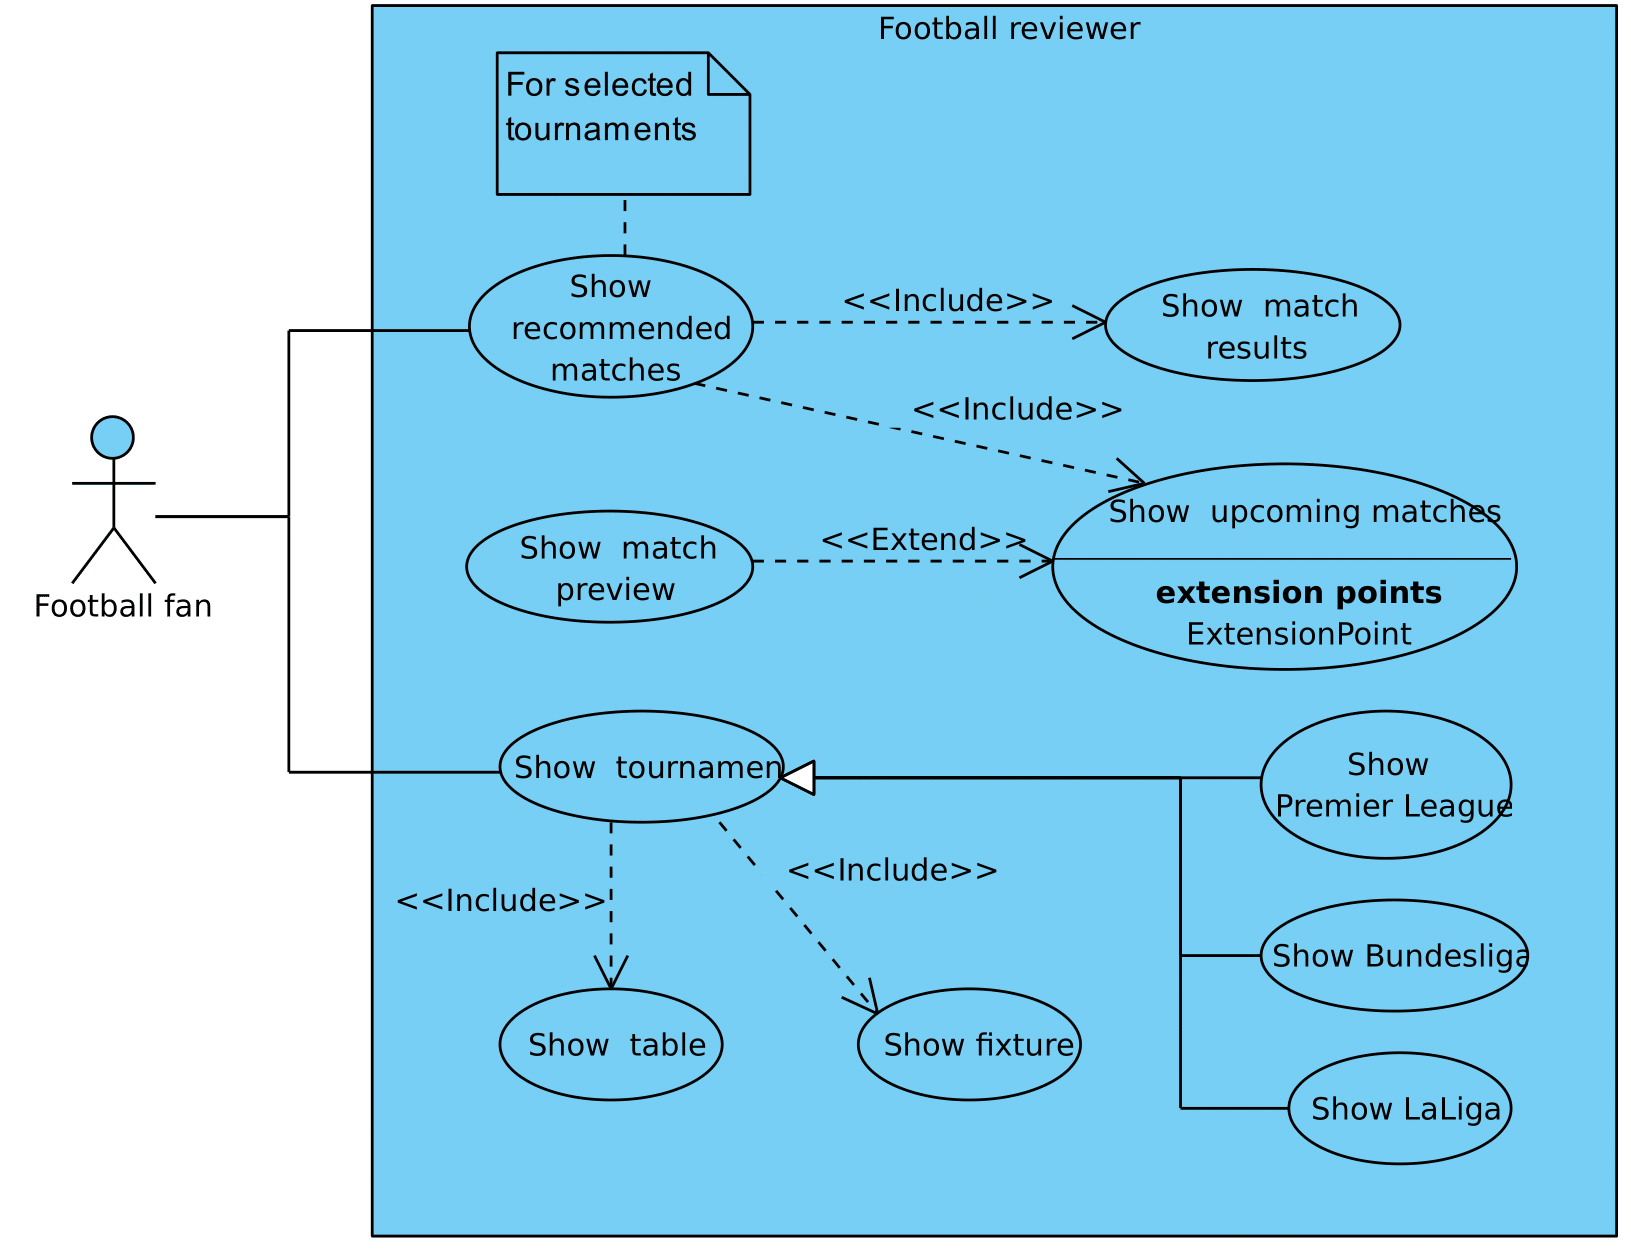 Football reviewer
For selected
tournaments
Show
recommended
matches
<<Include>>
Show match
results
<<Include>>
Show upcoming matches
extension points
ExtensionPoint
Show match
preview
<<Extend>>
Football fan
Show tournamen
Show
Premier League
<<Include>>
<<Include>>
Show Bundesliga
Show table
Show fixture
Show LaLiga